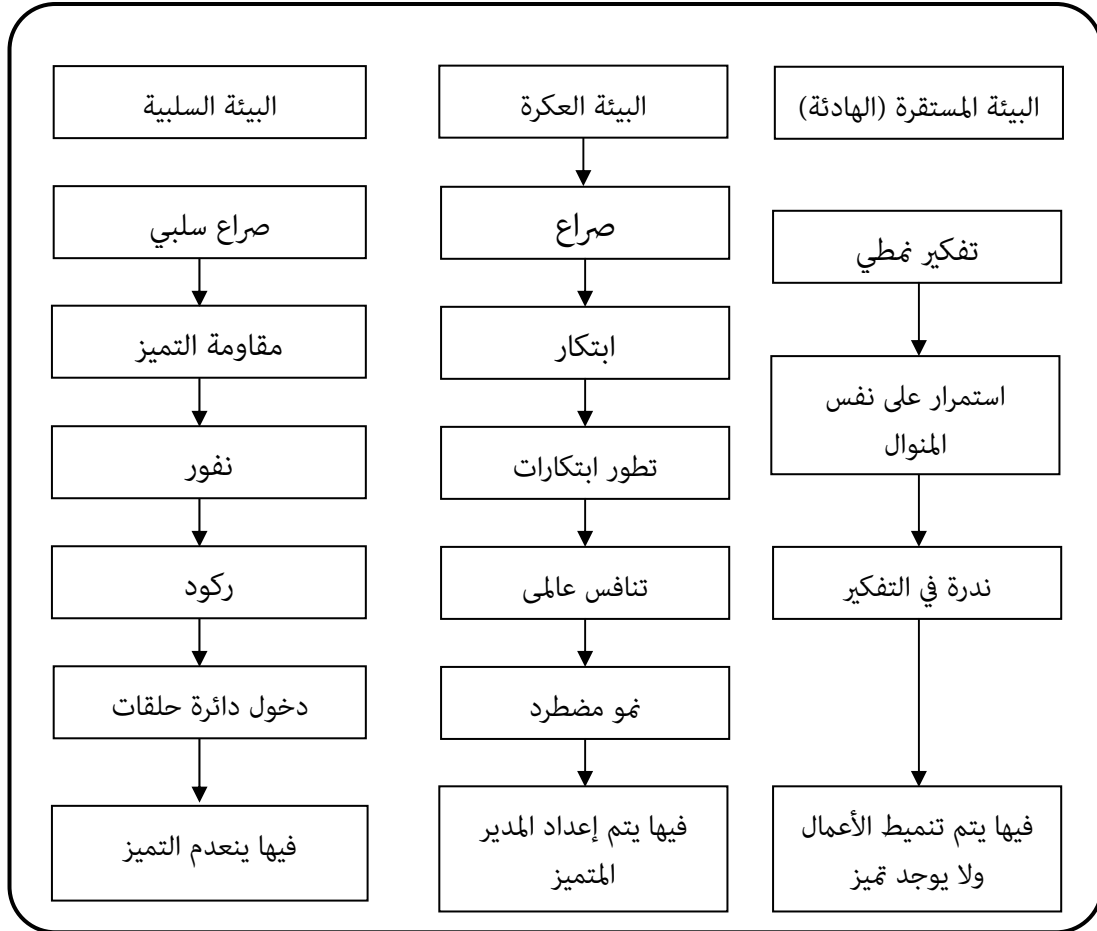 البيئة المستقرة (الهادئة)
تفكير نمطي
استمرار على نفس
المنوال
ندرة في التفكير
فيها يتم تنميط الأعمال
ولا يوجد تميز
البيئة العكرة
صراع
ابتكار
تطور ابتكارات
تنافس عالمى
نمو مضطرد
فيها يتم إعداد المدير
المتميز
البيئة السلبية
صراع سلبي
مقاومة التميز
نفور
ركود
دخول دائرة حلقات
فيها ينعدم التميز